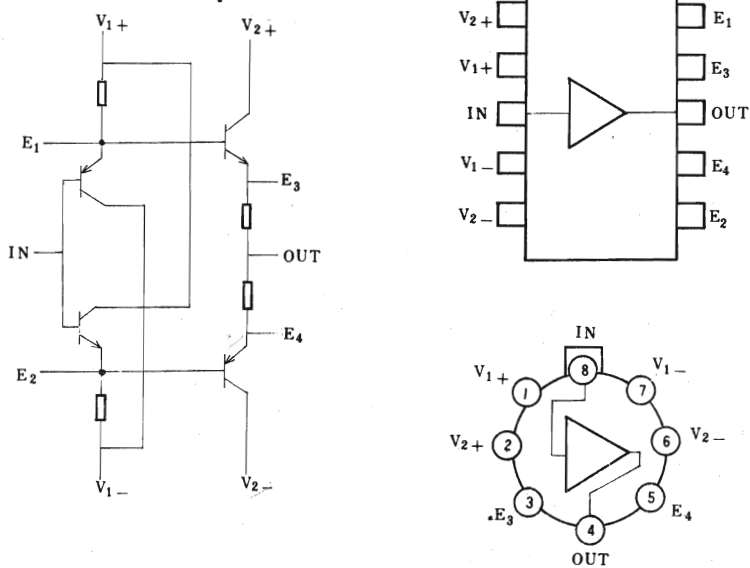 V1+
V2+
E1
E3
IN
OUT
E4
E2
V1-
V2-
V2+
E1
V1+
E3
IN
OUT
V1-
E4
V2-
E2
IN
8
V1+
1
V1-
7
V2+
2
V2-
6
E3
3
E4
5
4
OUT